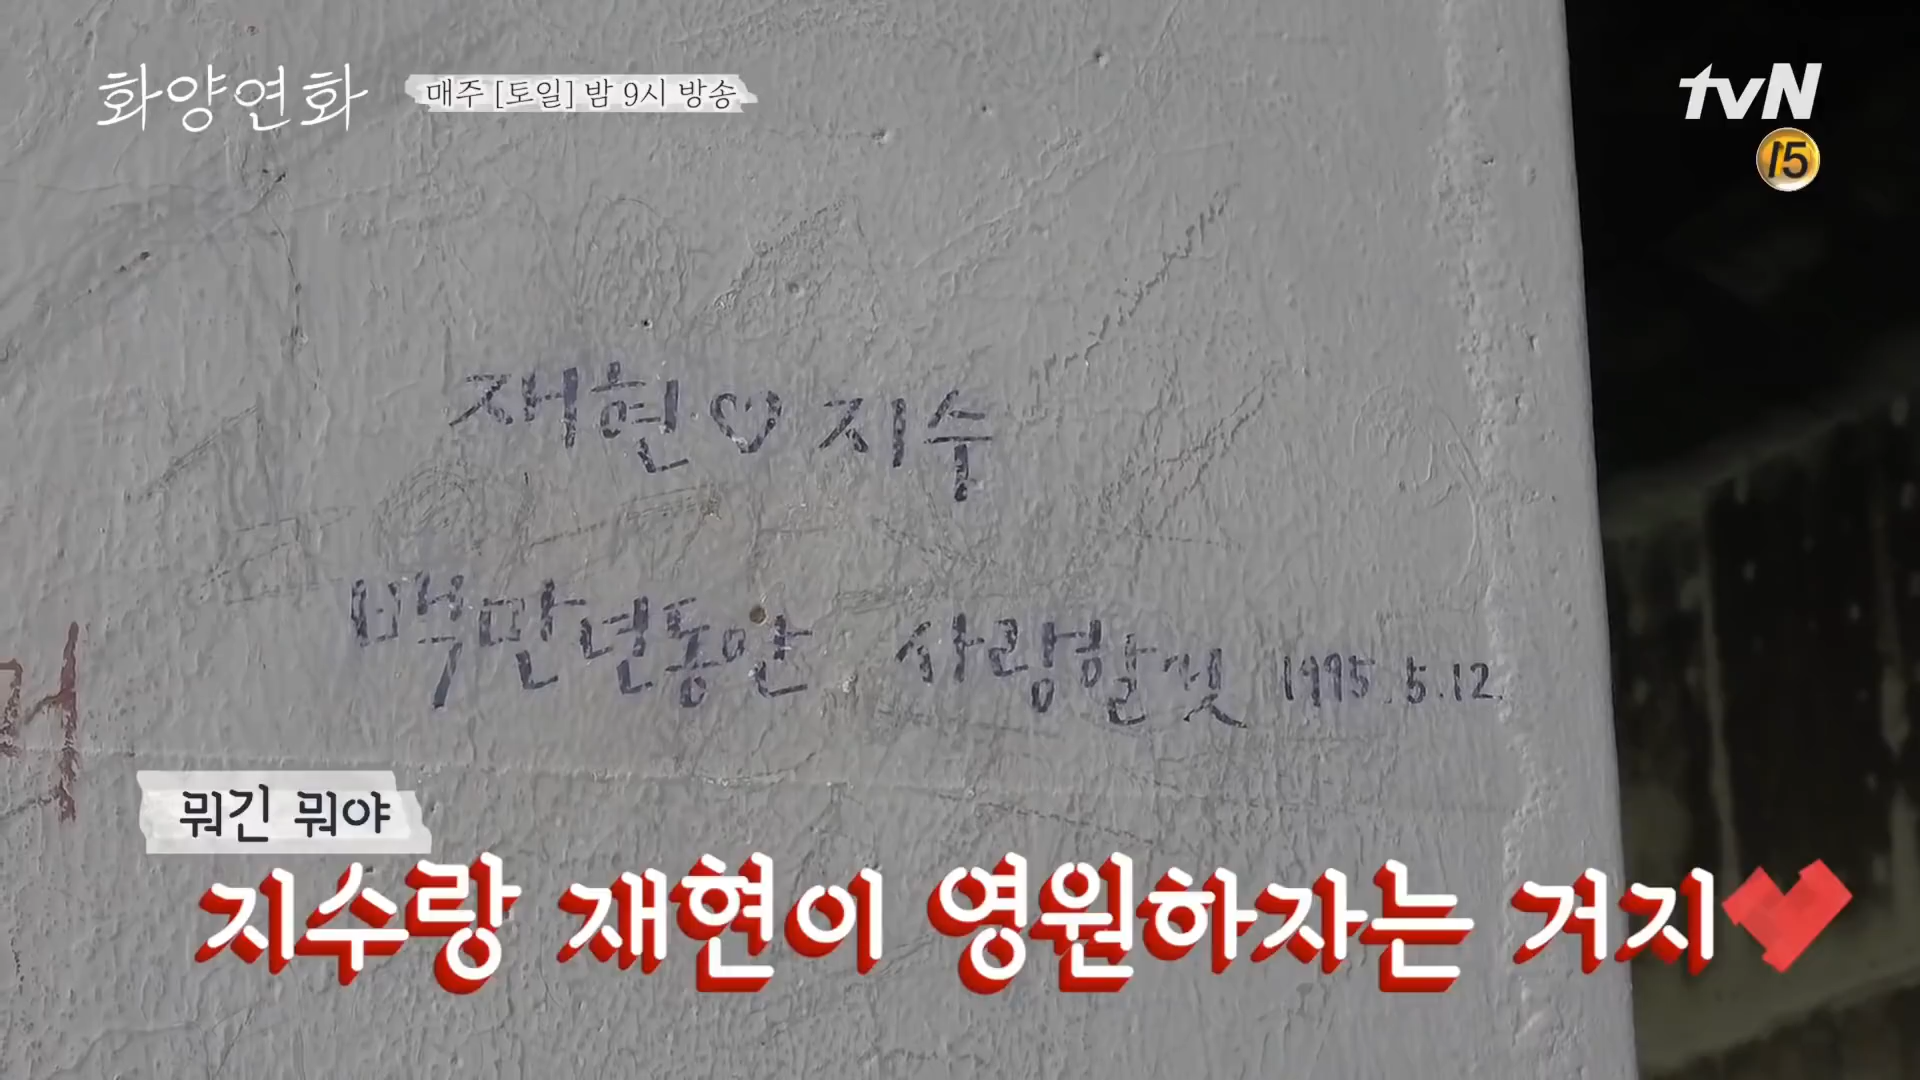 화양연화
매주 [토일] 밤 9시 방송
tvN
15
재현♡지수
백만년동안 사랑할것 1995.5.12.
뭐긴 뭐야
지수랑 재현이 영원하자는 거지